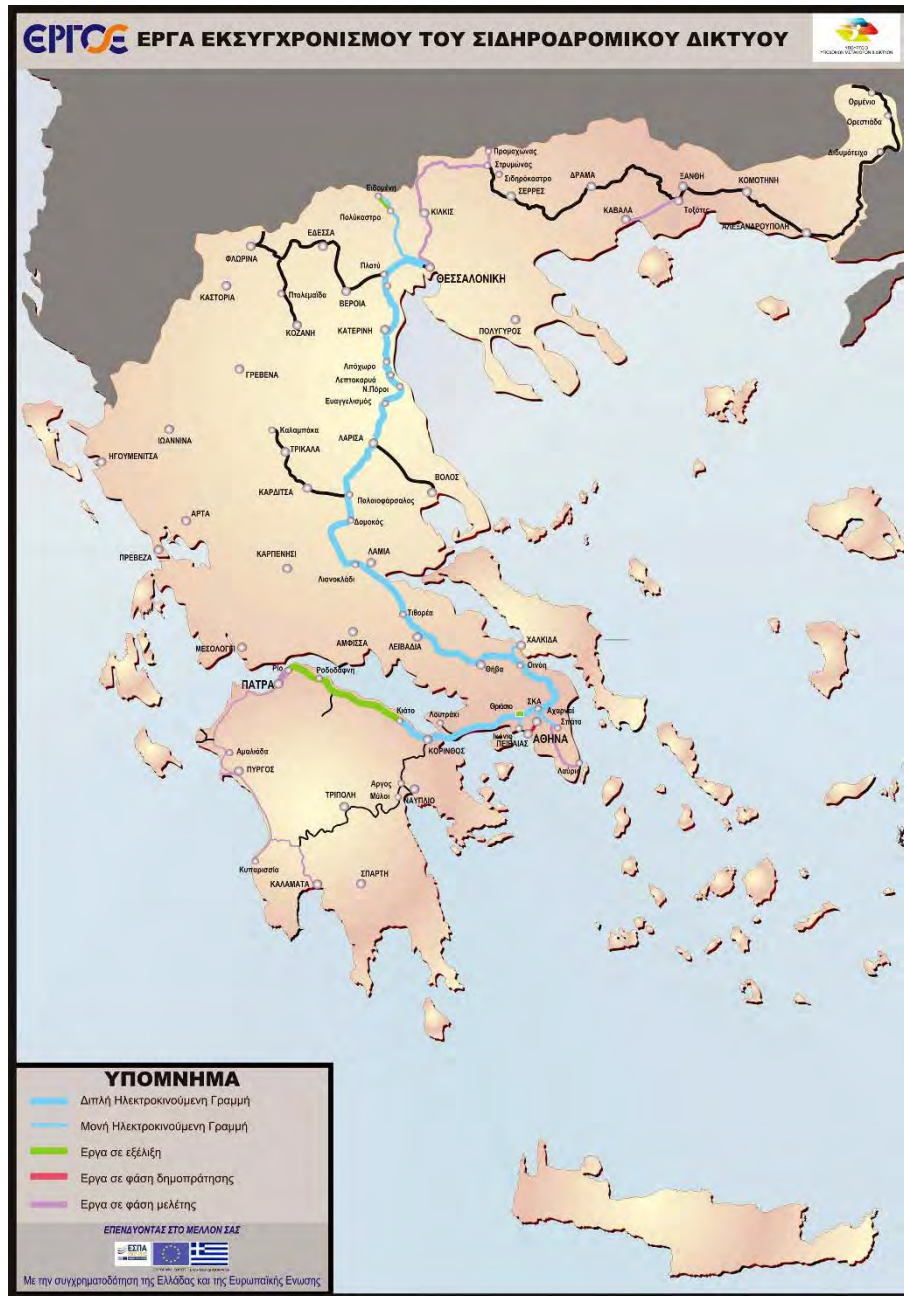 ΕΡΓΟΣΕ ΕΡΓΑ ΕΚΣΥΓΧΡΟΝΙΣΜΟΥ ΤΟΥ ΣΙΔΗΡΟΔΡΟΜΙΚΟΥ ΔΙΚΤΥΟΥ
Ορμένιο
Ορεστιάδα
Διδυμότειχο
Προμαχώνας
Στρυμώνας
Σιδηρόκαστρο
ΣΕΡΡΕΣ
ΔΡΑΜΑ
ΞΑΝΘΗ
ΚΟΜΟΤΗΝΗ
Τοξότες
ΚΑΒΑΛΑ
ΑΛΕΞΑΝΔΡΟΥΠΟΛΗ
Ειδομένη
Πολύκαστρο
ΚΙΛΚΙΣ
ΕΔΕΣΣΑ
ΦΛΩΡΙΝΑ
Πλατύ
ΘΕΣΣΑΛΟΝΙΚΗ
ΚΑΣΤΟΡΙΑ
Πτολεμαΐδα
ΒΕΡΟΙΑ
ΚΟΖΑΝΗ
ΚΑΤΕΡΙΝΗ
ΠΟΛΥΓΥΡΟΣ
ΓΡΕΒΕΝΑ
Λιτόχωρο
Λεπτοκαρυά
Ν.Πόροι
Ευαγγελισμός
ΙΩΑΝΝΙΝΑ
Καλαμπάκα
ΛΑΡΙΣΑ
ΤΡΙΚΑΛΑ
ΗΓΟΥΜΕΝΙΤΣΑ
ΚΑΡΔΙΤΣΑ
ΒΟΛΟΣ
Παλαιοφάρσαλος
ΑΡΤΑ
Δομοκός
ΠΡΕΒΕΖΑ
ΚΑΡΠΕΝΗΣΙ
ΛΑΜΙΑ
Λιανοκλάδι
Τιθορέα
ΑΜΦΙΣΣΑ
ΛΕΙΒΑΔΙΑ
ΧΑΛΚΙΔΑ
ΜΕΣΟΛΟΓΓΙ
Θήβα
Οινόη
Ρίο
Ροδοδάφνη
ΠΑΤΡΑ
Κιάτο
Λουτράκι
Θριάσιο
ΣΚΑ
Αχαρναί
Σπάτα
Ικόνιο
ΠΕΙΡΑΙΑΣ
ΑΘΗΝΑ
ΚΟΡΙΝΘΟΣ
Λαύριο
Αμαλιάδα
ΠΥΡΓΟΣ
Άργος
Μύλοι
ΝΑΥΠΛΙΟ
ΤΡΙΠΟΛΗ
Κυπαρισσία
ΚΑΛΑΜΑΤΑ
ΣΠΑΡΤΗ
ΥΠΟΜΝΗΜΑ
Διπλή Ηλεκτροκινούμενη Γραμμή
Μονή Ηλεκτροκινούμενη Γραμμή
Εργα σε εξέλιξη
Εργα σε φάση δημοπράτησης
Εργα σε φάση μελέτης
ΕΠΕΝΔΥΟΝΤΑΣ ΣΤΟ ΜΕΛΛΟΝ ΣΑΣ
ΕΣΠΑ
Με την συγχρηματοδότηση της Ελλάδας και της Ευρωπαϊκής Ενωσης